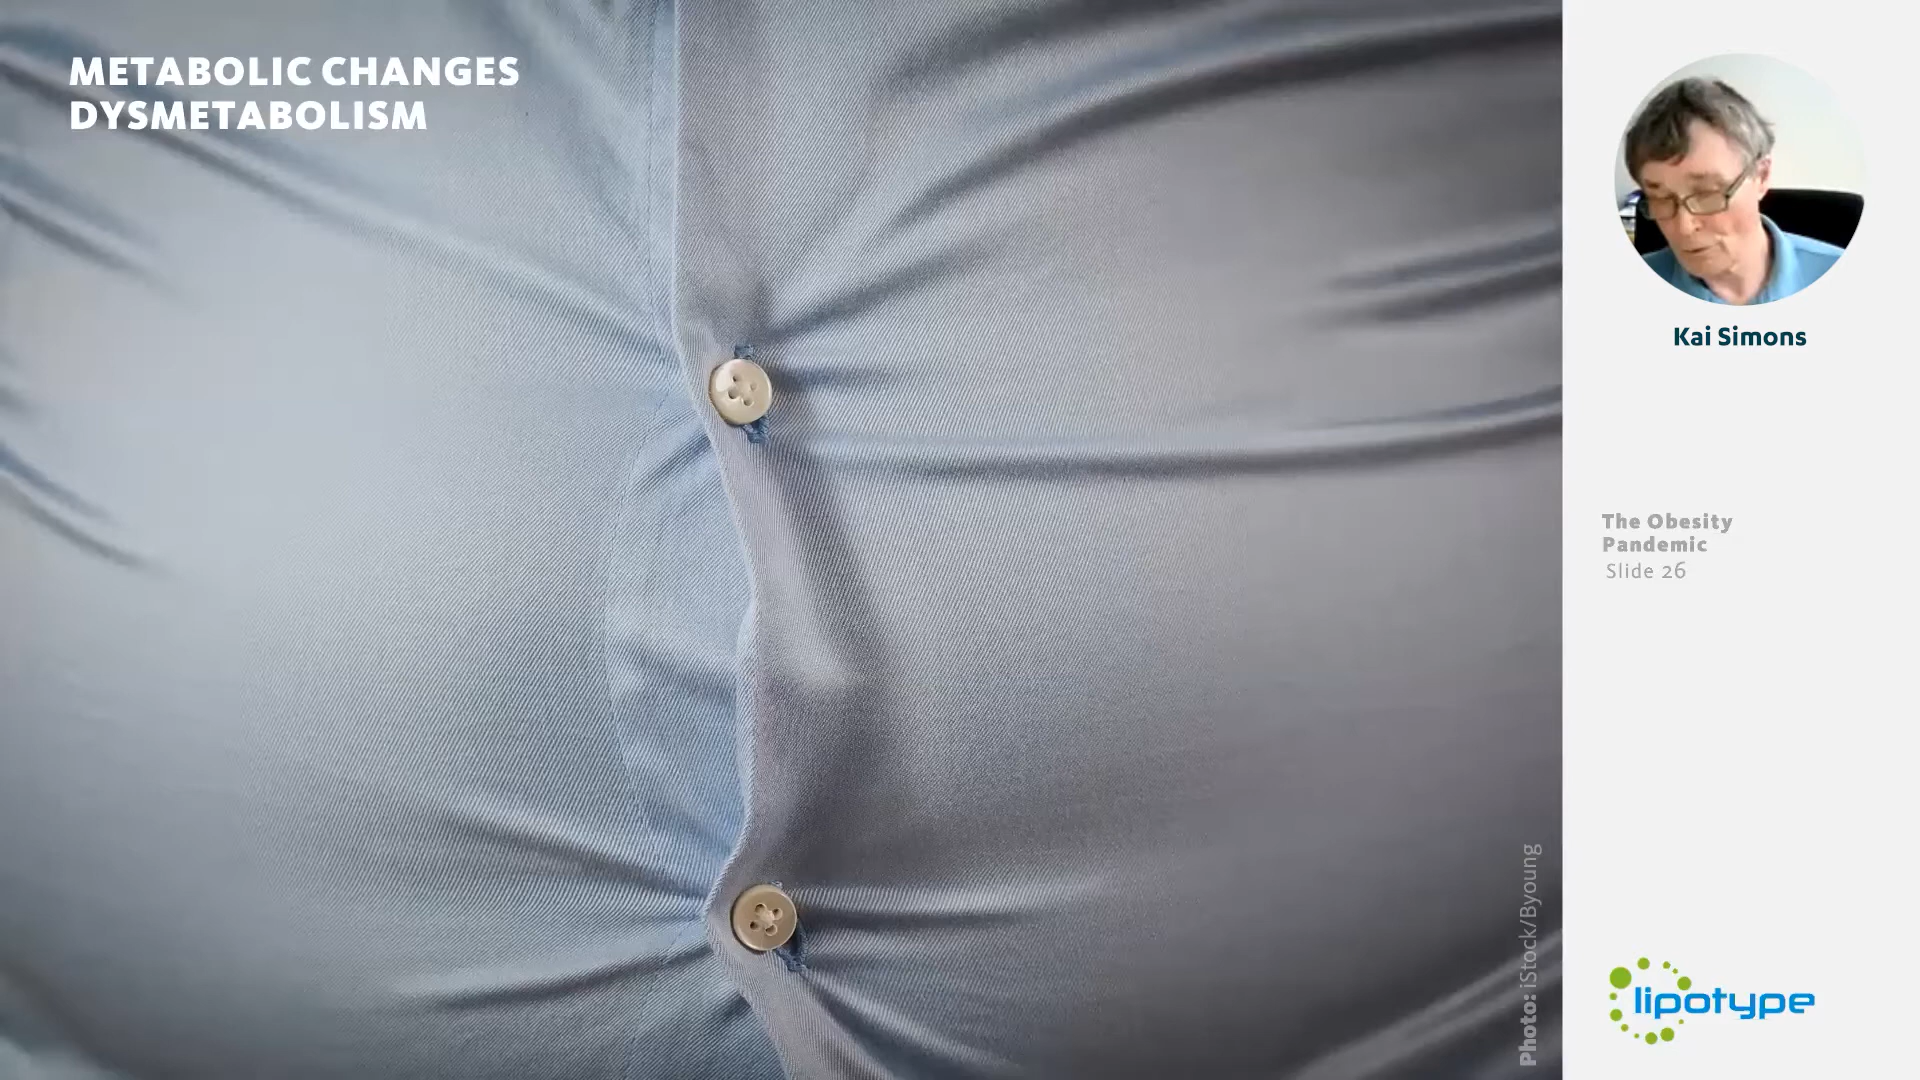 METABOLIC CHANGES
DYSMETABOLISM
Kai Simons
The Obesity
Pandemic
Slide 26
Photo: iStock/Byoung
lipotype